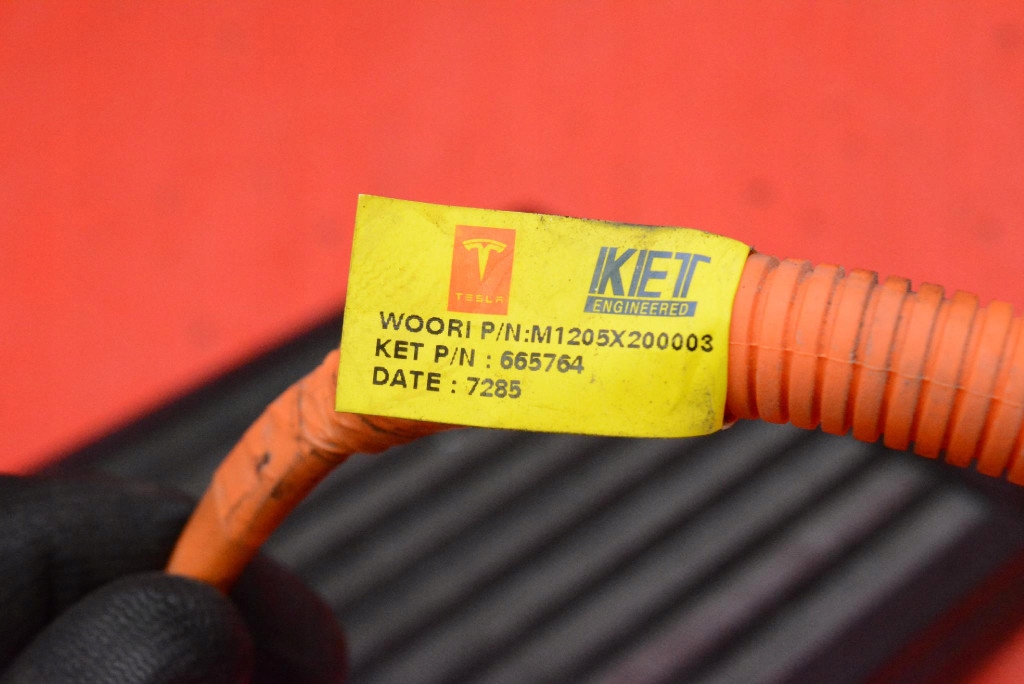 TESLA
KET
ENGINEERED
WOORI P/N:M1205X200003
KET P/N : 665764
DATE : 7285